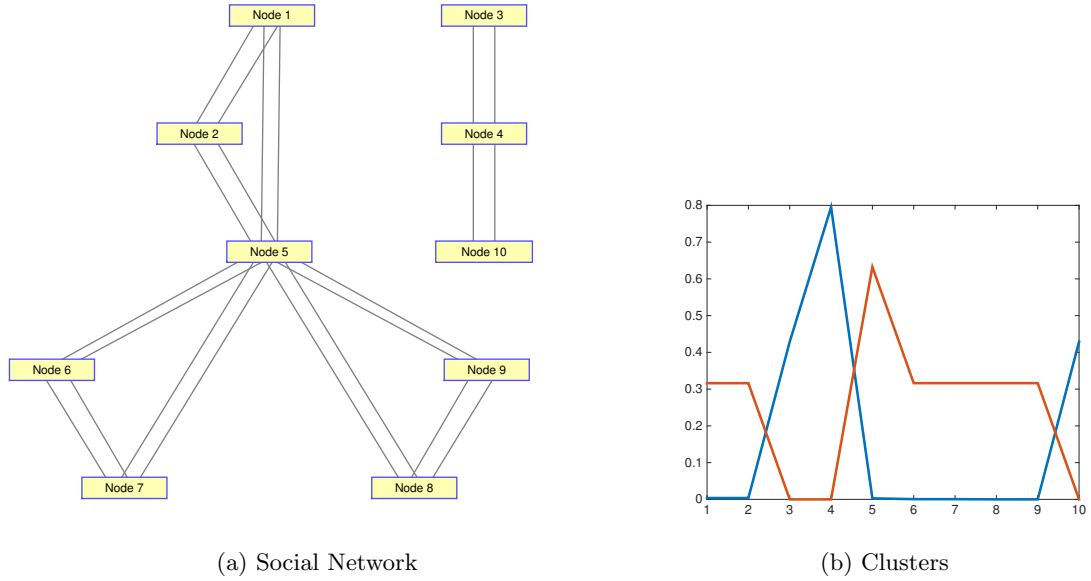 Node 1
Node 3
Node 2
Node 4
Node 5
Node 10
Node 6
Node 9
Node 7
Node 8
(a) Social Network
0.8
0.7
0.6
0.5
0.4
0.3
0.2
0.1
0
1 2 3 4 5 6 7 8 9 10
(b) Clusters